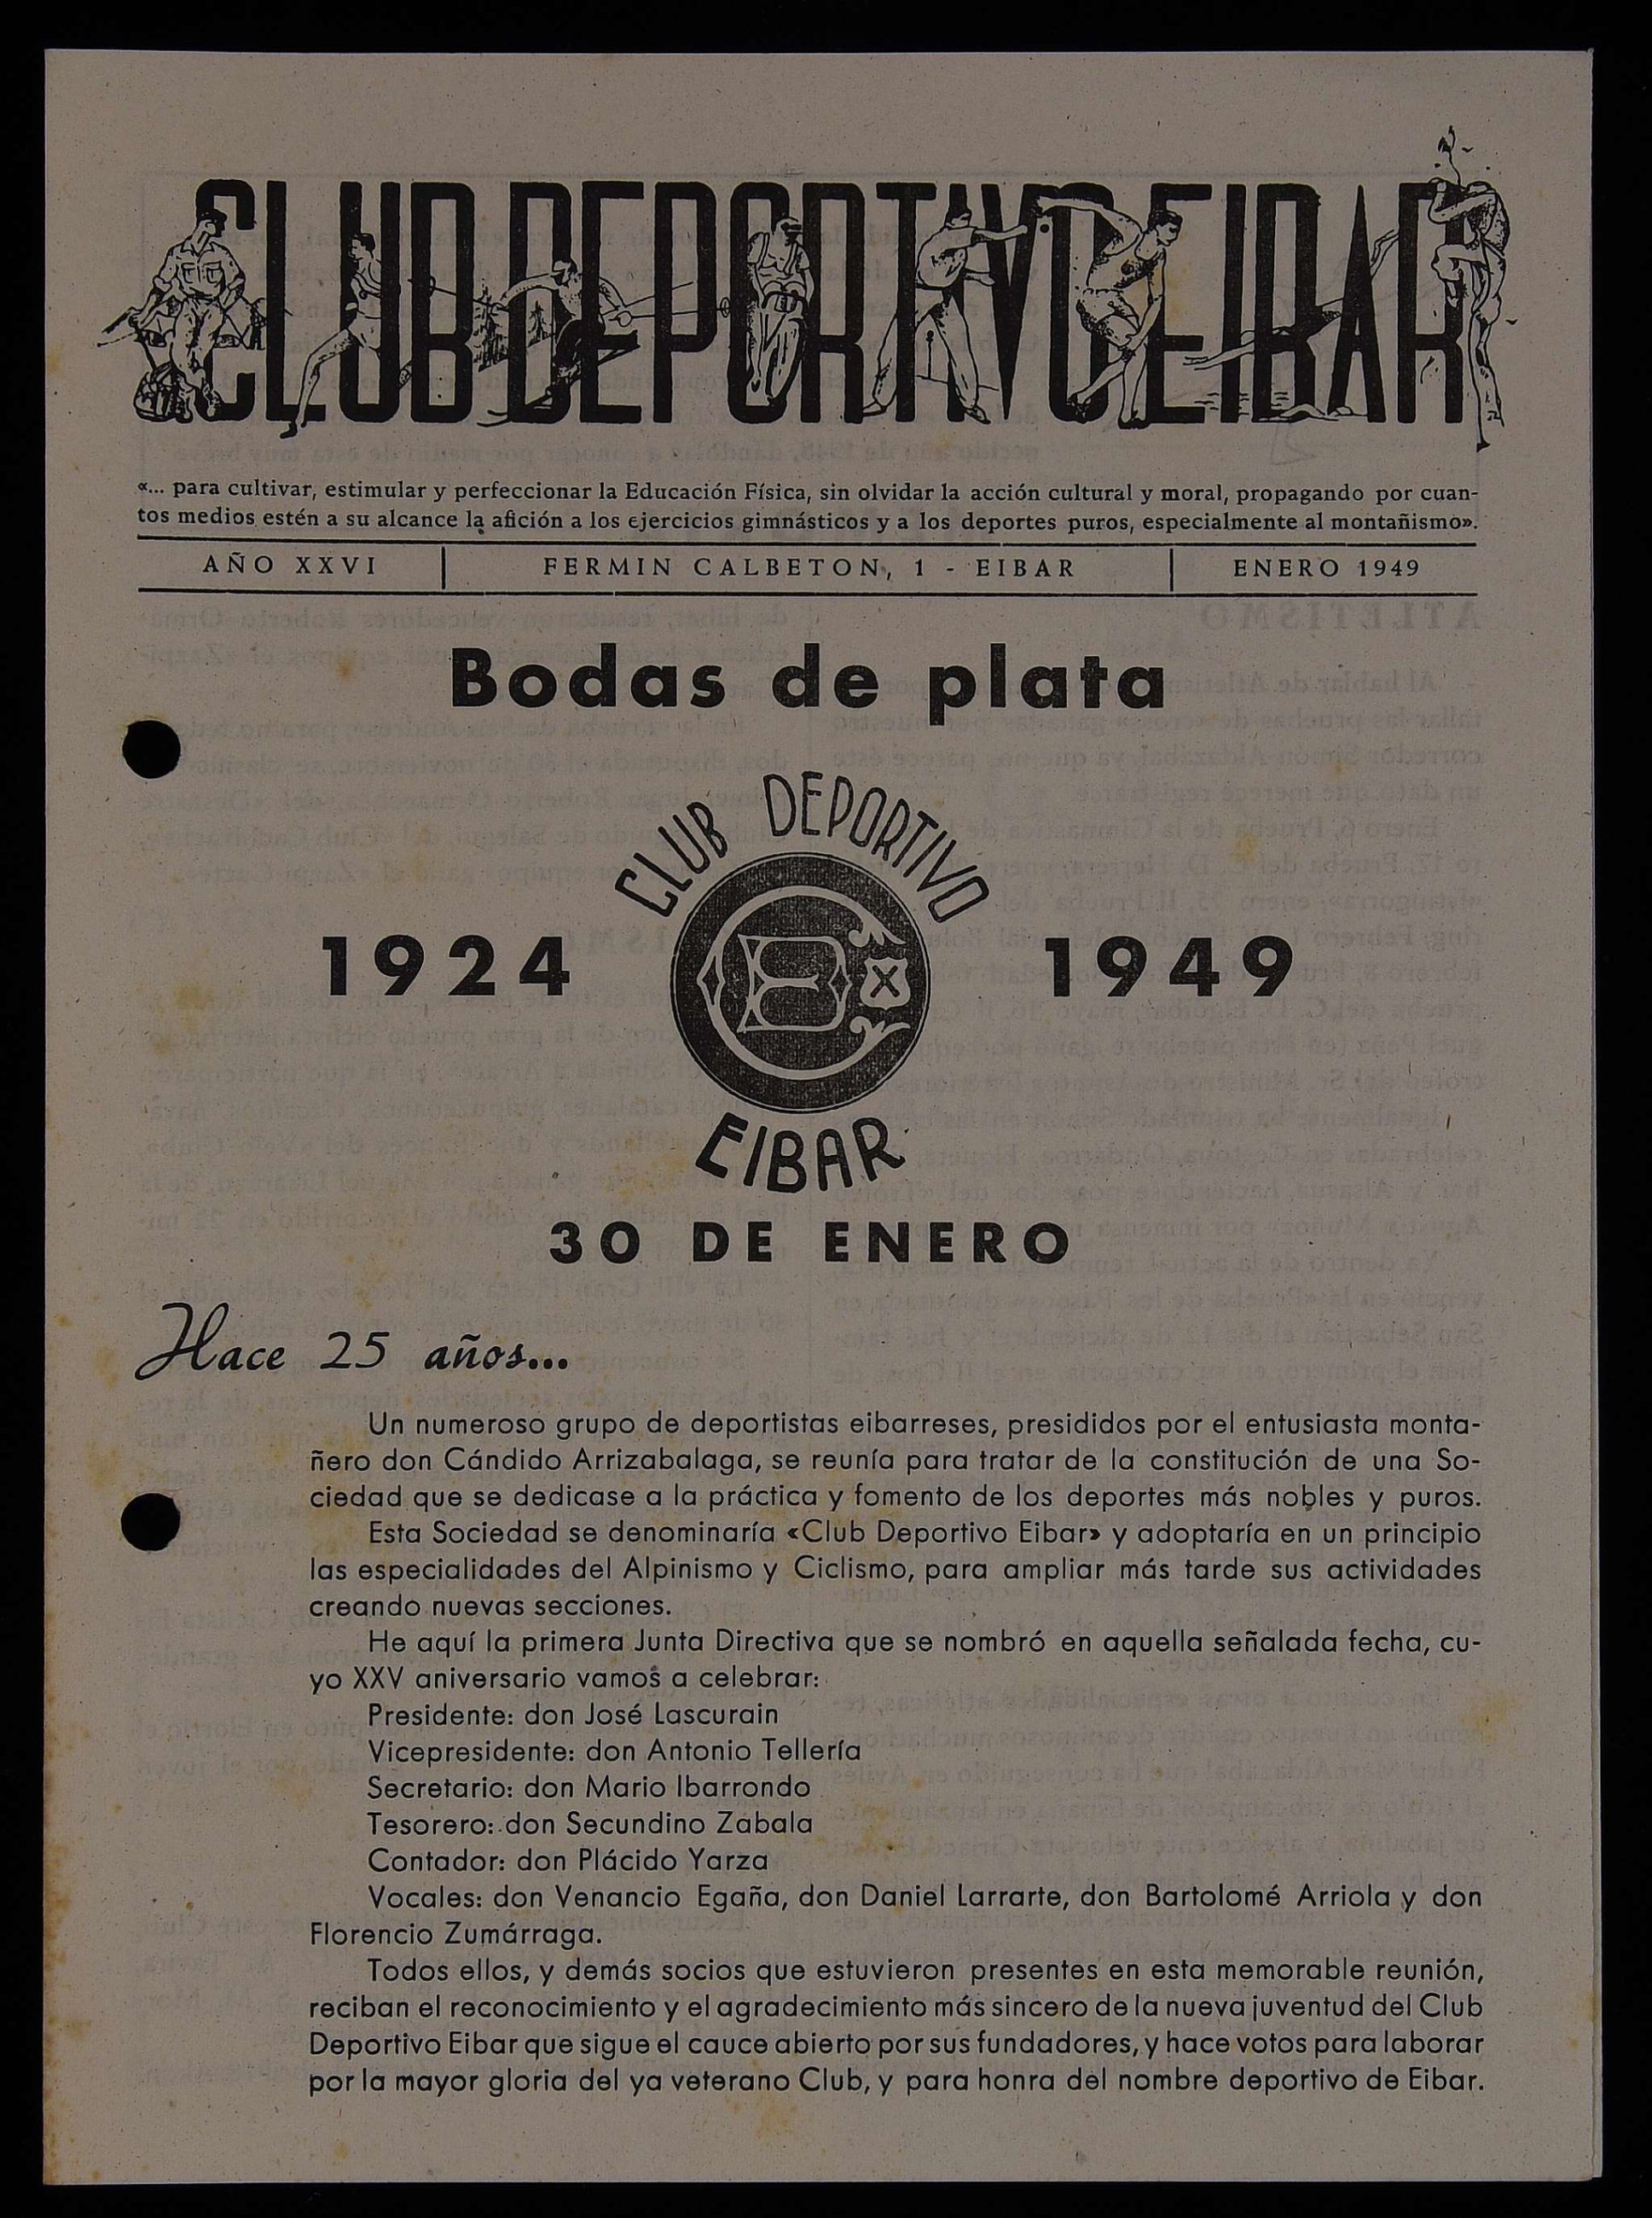 CLUB DEPORTIVO EIBAR
«... para cultivar, estimular y perfeccionar la Educación Física, sin olvidar la acción cultural y moral, propagando por cuan-
tos medios estén a su alcance la afición a los ejercicios gimnásticos y a los deportes puros, especialmente al montañismo».
AÑO XXVI
FERMIN CALBETON, 1 - EIBAR
ENERO 1949
Bodas de plata
CLUB DEPORTIVO
1924
1949
EIBAR
30 DE ENERO
Hace 25 años...
Un numeroso grupo de deportistas eibarreses, presididos por el entusiasta monta-
ñero don Cándido Arrizabalaga, se reunía para tratar de la constitución de una So-
ciedad que se dedicase a la práctica y fomento de los deportes más nobles y puros.
Esta Sociedad se denominaría «Club Deportivo Eibar» y adoptaría en un principio
las especialidades del Alpinismo y Ciclismo, para ampliar más tarde sus actividades
creando nuevas secciones.
He aquí la primera Junta Directiva que se nombró en aquella señalada fecha, cu-
yo XXV aniversario vamos a celebrar:
Presidente: don José Lascurain
Vicepresidente: don Antonio Tellería
Secretario: don Mario Ibarrondo
Tesorero: don Secundino Zabala
Contador: don Plácido Yarza
Vocales: don Venancio Egaña, don Daniel Larrarte, don Bartolomé Arriola y don
Florencio Zumárraga.
Todos ellos, y demás socios que estuvieron presentes en esta memorable reunión,
reciban el reconocimiento y el agradecimiento más sincero de la nueva juventud del Club
Deportivo Eibar que sigue el cauce abierto por sus fundadores, y hace votos para laborar
por la mayor gloria del ya veterano Club, y para honra del nombre deportivo de Eibar.